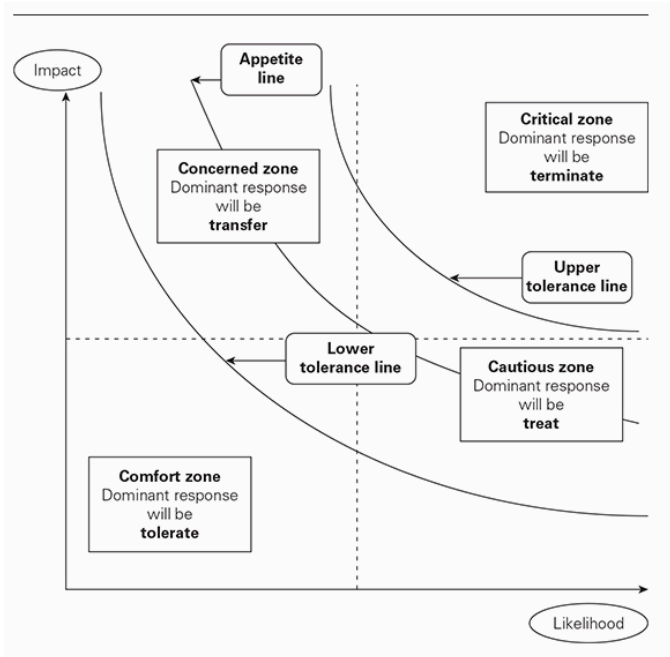 Impact
Appetite
line
Critical zone
Dominant response
will be
terminate
Concerned zone
Dominant response
will be
transfer
Upper
tolerance line
Lower
tolerance line
Cautious zone
Dominant response
will be
treat
Comfort zone
Dominant response
will be
tolerate
Likelihood